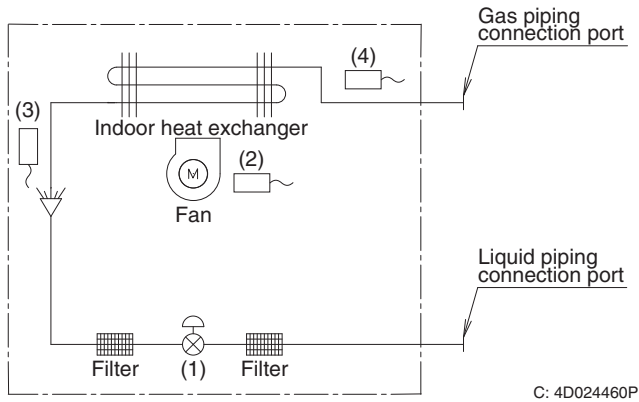 Gas piping
connection port
(4)
(3)
Indoor heat exchanger
(2)
M
Fan
Liquid piping
connection port
Filter
(1)
Filter
C: 4D024460P